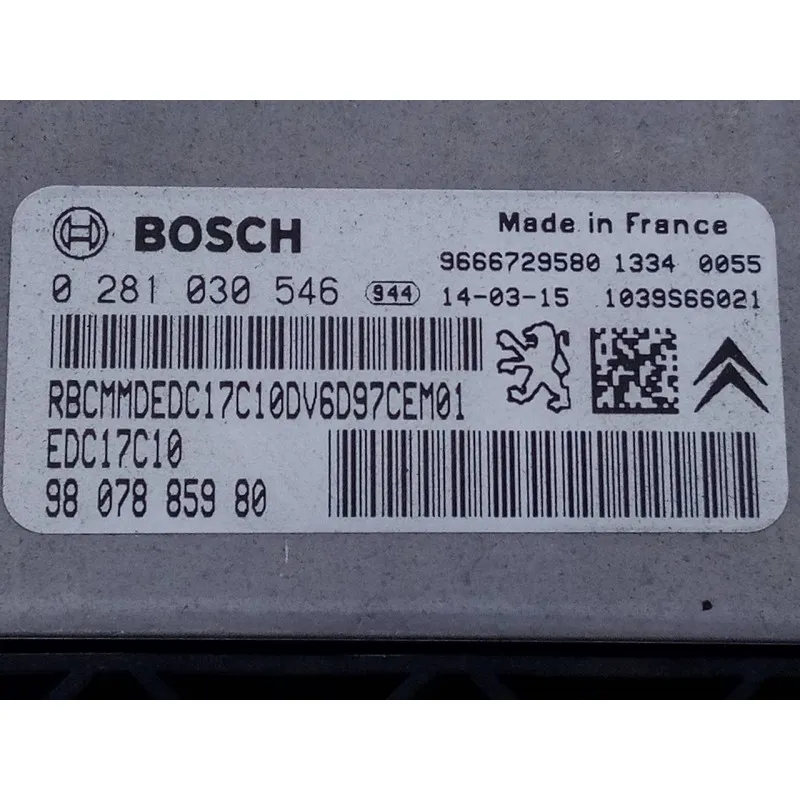 BOSCH
Made in France
9666729580 1334 0055
0 281 030 546 944 14-03-15 1039S66021
RBCMMDEDC17C10DV6D97CEM01
EDC17C10
98 078 859 80